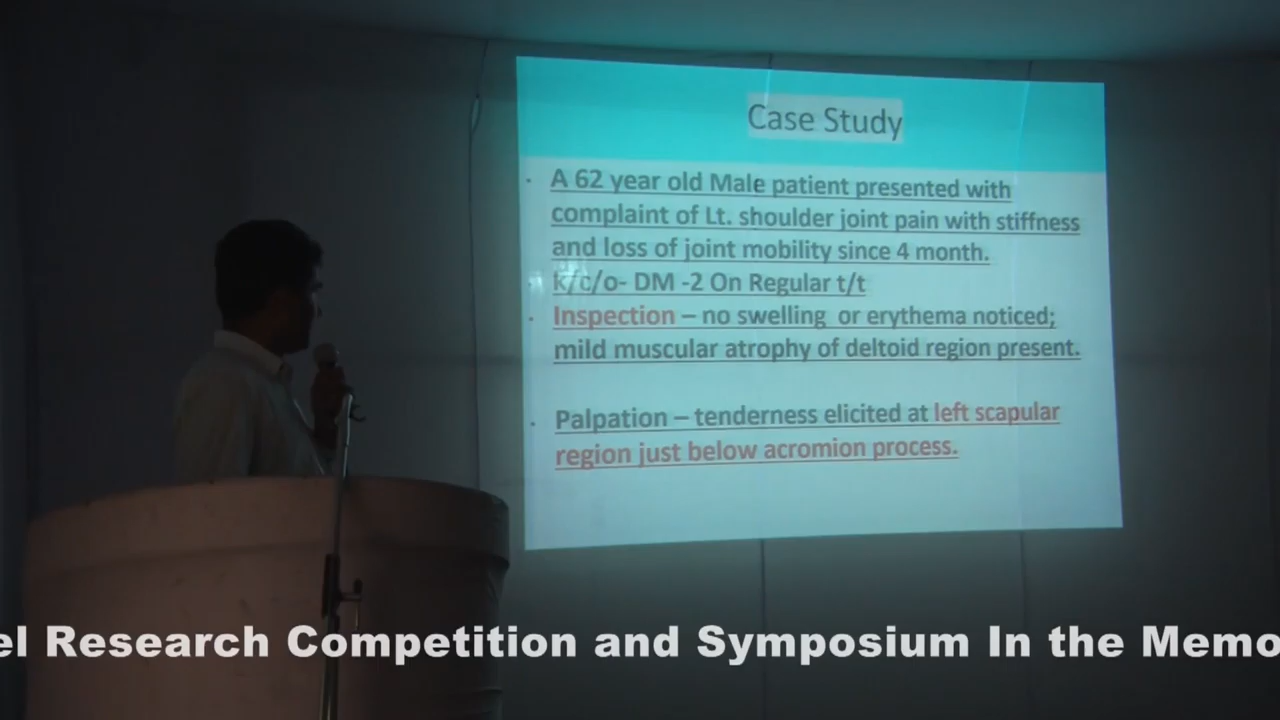 Case Study
· A 62 year old Male patient presented with
complaint of Lt. shoulder joint pain with stiffness
and loss of joint mobility since 4 month.
· k/c/o- DM -2 On Regular t/t
· Inspection – no swelling or erythema noticed;
mild muscular atrophy of deltoid region present.
· Palpation – tenderness elicited at left scapular
region just below acromion process.
el Research Competition and Symposium In the Memo